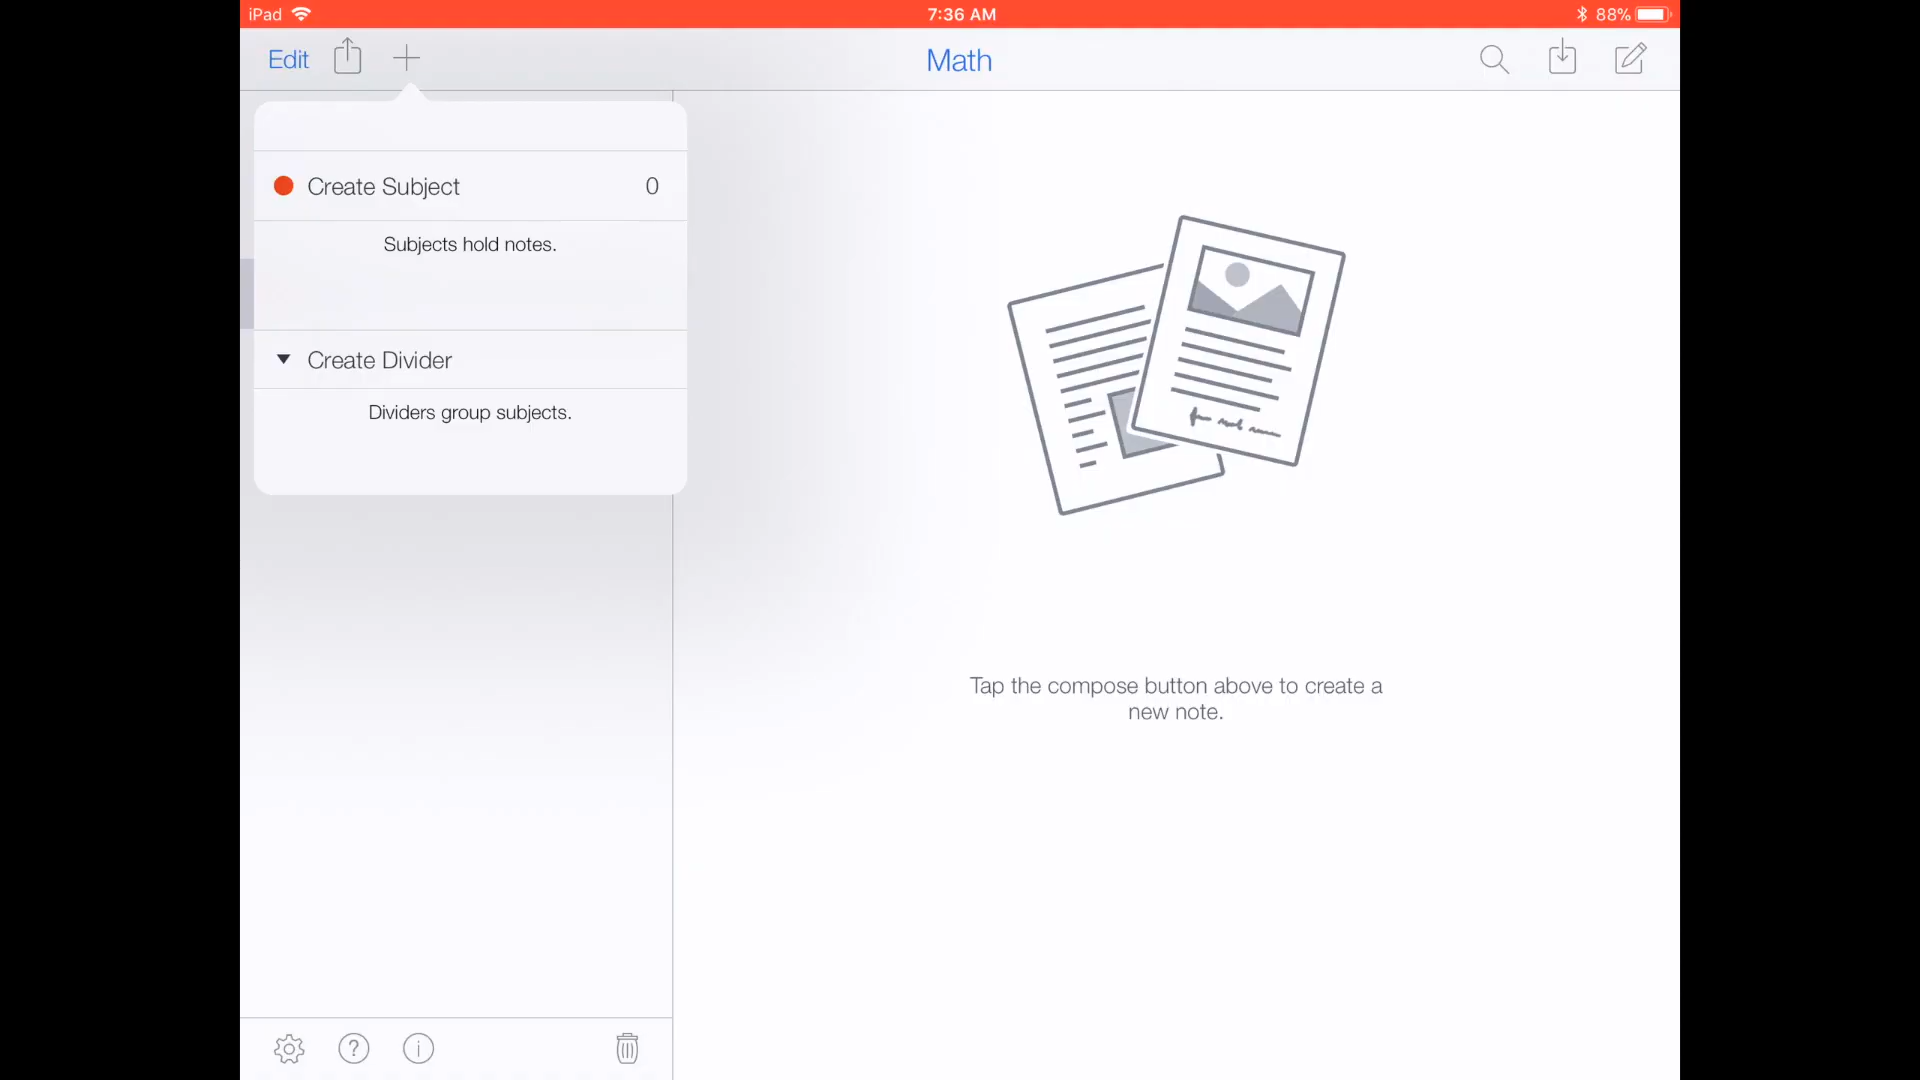 iPad
7:36 AM
88%
Edit
Math
Create Subject 0
Subjects hold notes.
Create Divider
Dividers group subjects.
Tap the compose button above to create a
new note.